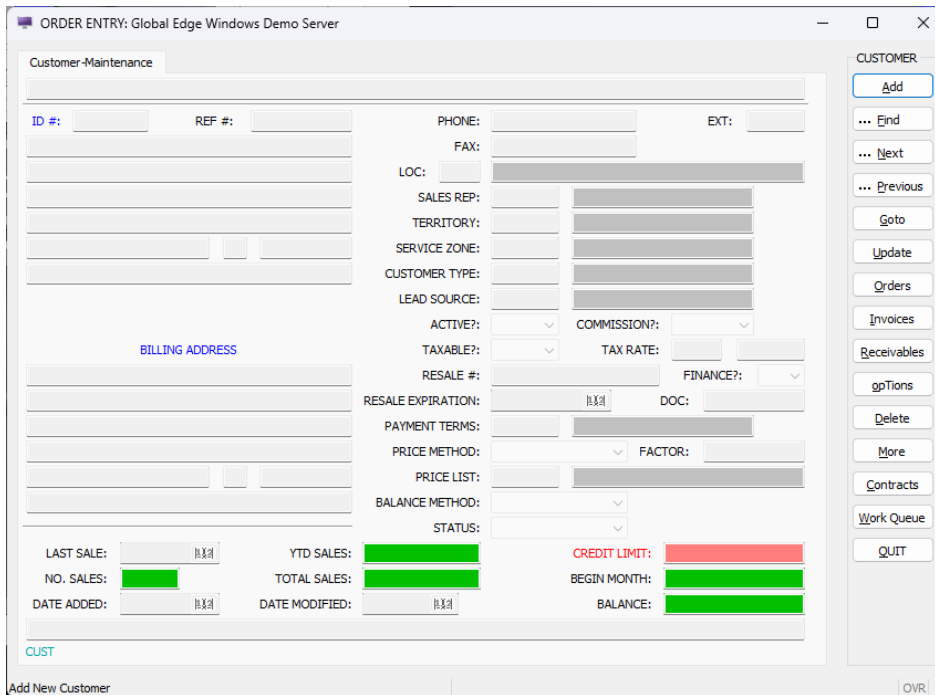 ORDER ENTRY: Global Edge Windows Demo Server
Customer-Maintenance
CUSTOMER
Add
ID #: REF #: PHONE: EXT:
... Find
FAX:
... Next
LOC:
... Previous
SALES REP:
Goto
TERRITORY:
SERVICE ZONE:
Update
CUSTOMER TYPE:
Orders
LEAD SOURCE:
Invoices
ACTIVE?: COMMISSION?:
BILLING ADDRESS TAXABLE?: TAX RATE:
Receivables
RESALE #: FINANCE?:
opTions
RESALE EXPIRATION: DOC:
Delete
PAYMENT TERMS:
PRICE METHOD: FACTOR:
More
PRICE LIST:
Contracts
BALANCE METHOD:
Work Queue
STATUS:
LAST SALE: YTD SALES: CREDIT LIMIT:
QUIT
NO. SALES: TOTAL SALES: BEGIN MONTH:
DATE ADDED: DATE MODIFIED: BALANCE:
CUST
Add New Customer OVR